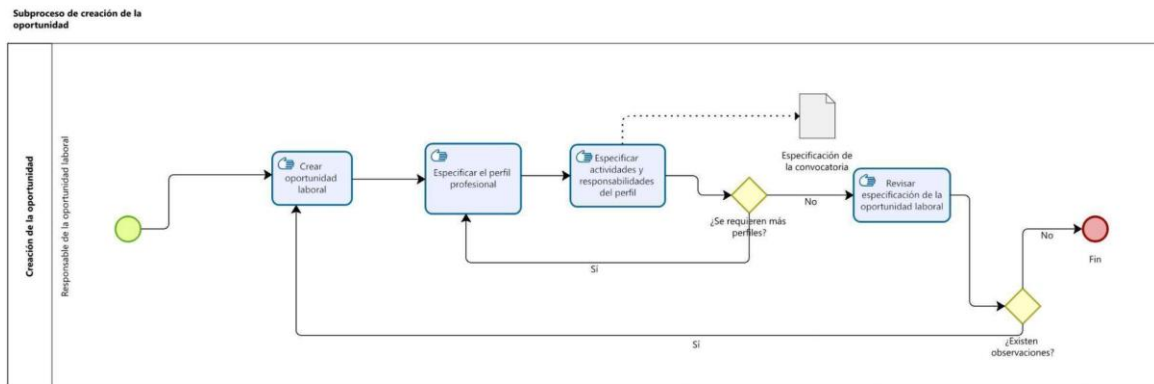 Subproceso de creación de la
oportunidad
Creación de la oportunidad
Responsable de la oportunidad laboral
Crear
oportunidad
laboral
Especificar el perfil
profesional
Especificar
actividades y
responsabilidades
del perfil
Especificación de
la convocatoria
¿Se requieren más
perfiles?
No
Sí
Revisar
especificación de la
oportunidad laboral
¿Existen
observaciones?
No
Sí
Fin